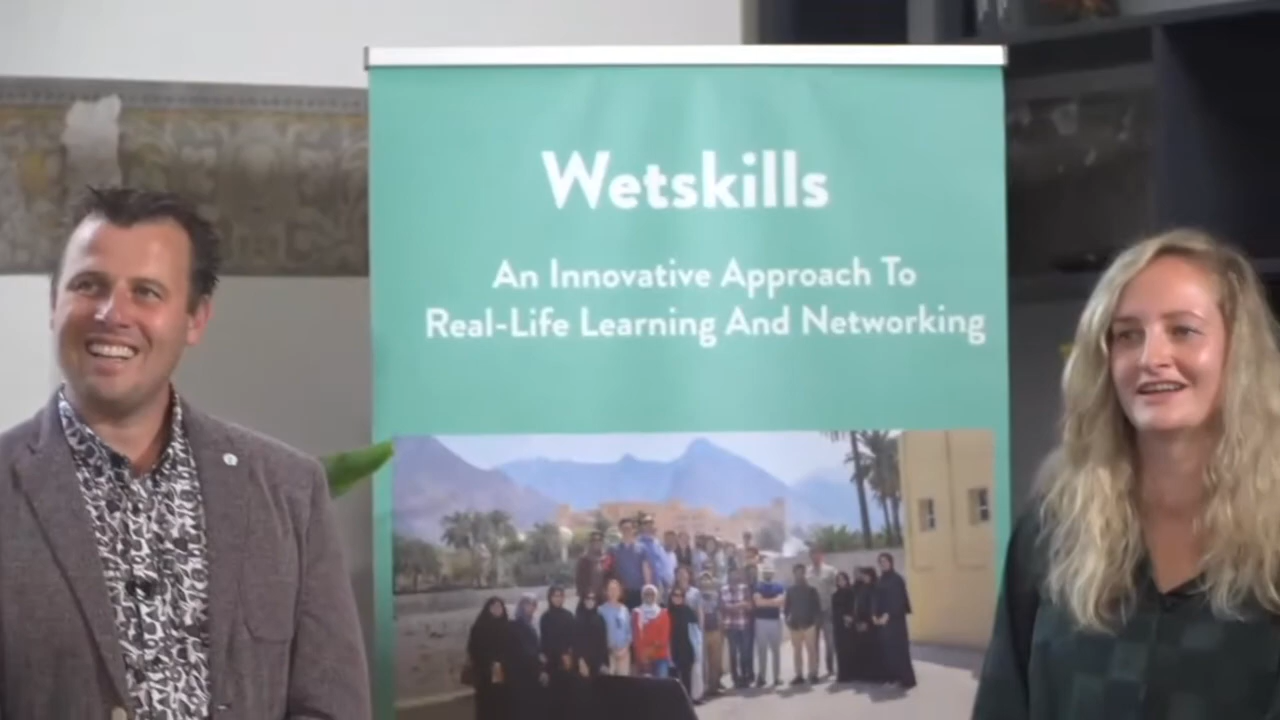 Wetskills
An Innovative Approach To
Real-Life Learning And Networking